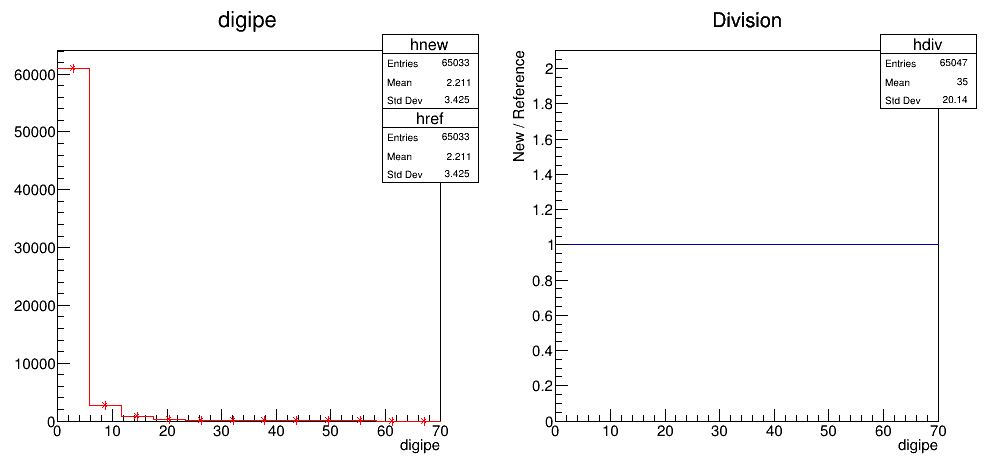 digipe
hnew
Entries 65033
Mean 2.211
Std Dev 3.425
href
Entries 65033
Mean 2.211
Std Dev 3.425
60000
50000
40000
30000
20000
10000
0
0 10 20 30 40 50 60 70
digipe
Division
hdiv
Entries 65047
Mean 35
Std Dev 20.14
New / Reference
2
1.8
1.6
1.4
1.2
1
0.8
0.6
0.4
0.2
0
0 10 20 30 40 50 60 70
digipe